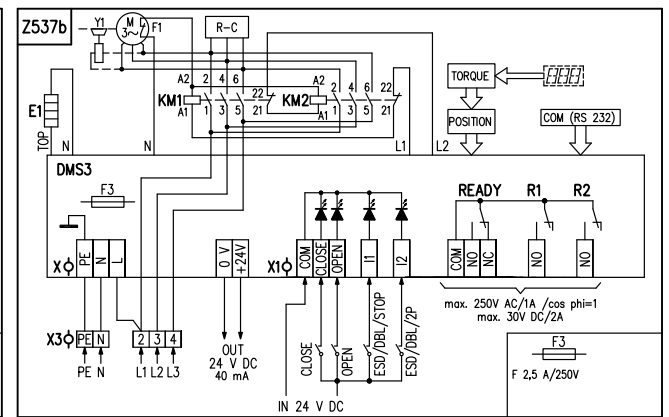 Z537b
Y1
M
3~
F1
R-C
A2 2 4 6
KM1
22
A1 1 3 5 21
A2
KM2
2 4 6 22
A1 1 3 5 21
E1
TOP N
N
L1 L2
TORQUE
POSITION
COM (RS 232)
DMS3
F3
READY R1 R2
X PE N L
0 V +24V
X1 COM CLOSE OPEN I1 I2
COM NO NC NO NO
max. 250V AC/1A /cos phi=1
max. 30V DC/2A
X3 PE N 2 3 4
PE N L1 L2 L3
OUT
24 V DC
40 mA
CLOSE OPEN ESD/DBL/STOP ESD/DBL/2P
IN 24 V DC
F3
F 2,5 A/250V